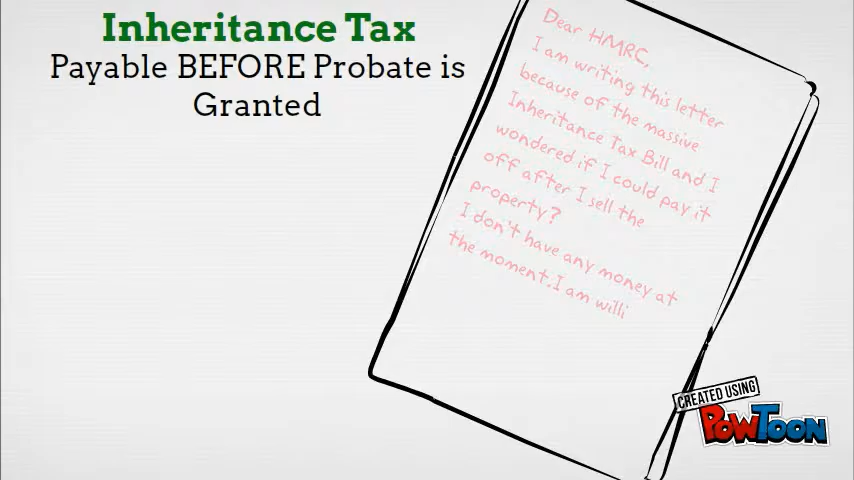 Inheritance Tax
Payable BEFORE Probate is
Granted
Dear HMRC,
I am writing this letter
because of the massive
Inheritance Tax Bill and I
wondered if I could pay it
off after I sell the
property?
I don't have any money at
the moment.I am willi
CREATED USING
POWTOON